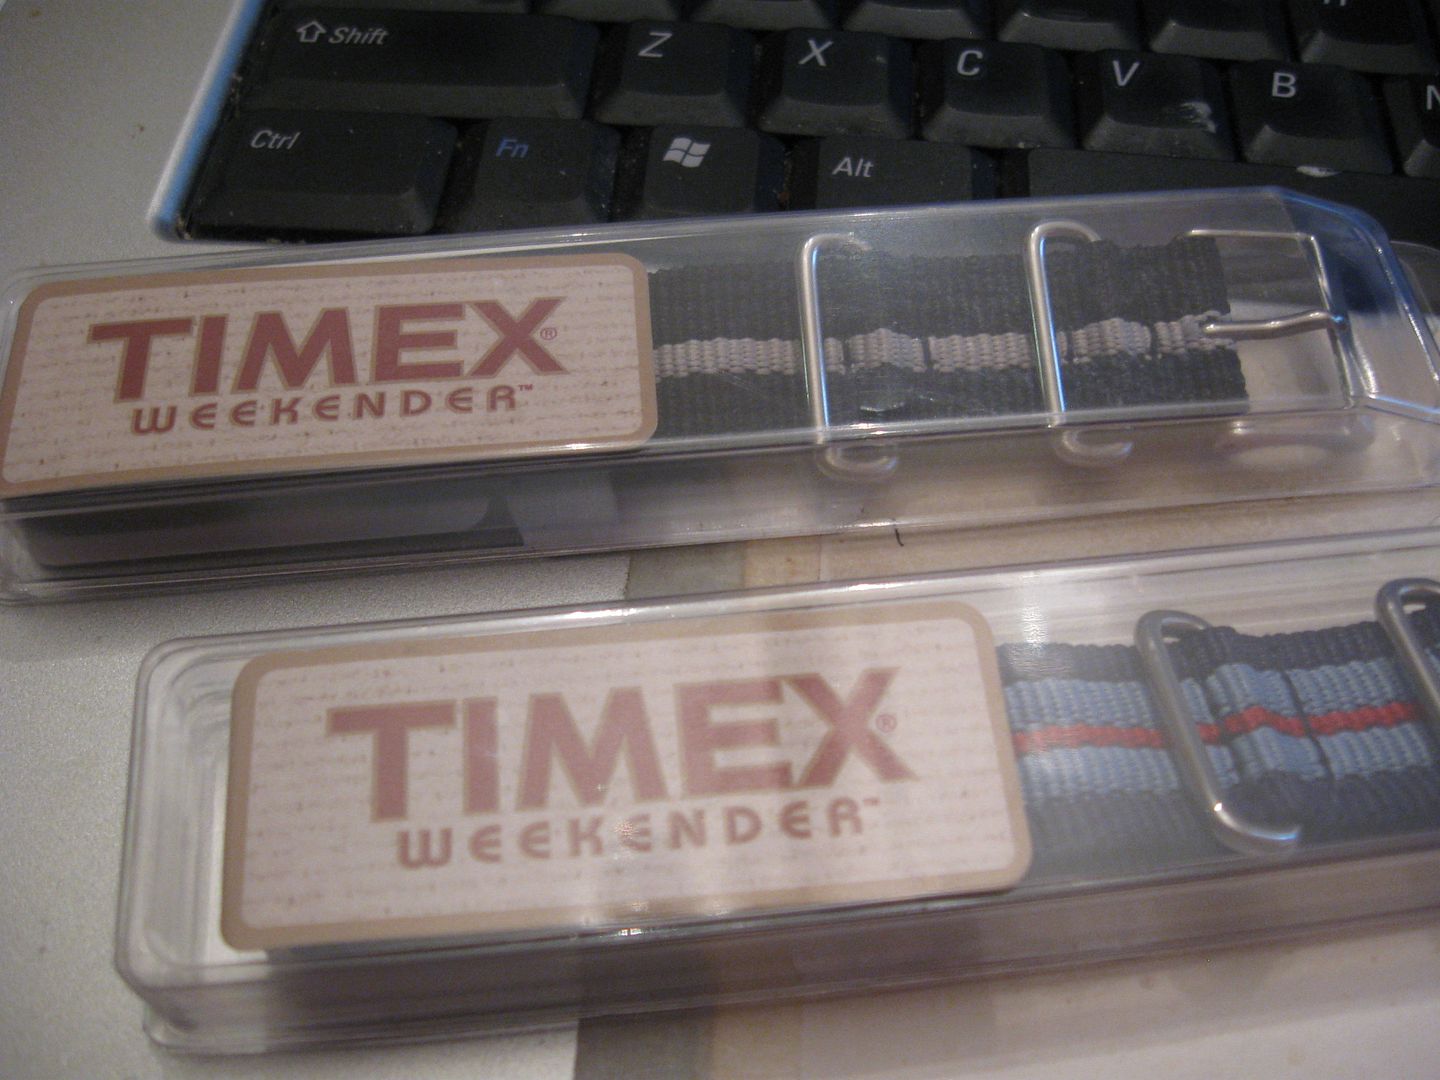 Shift
Z
X
C
V
B
N
Ctrl
Fn
Alt
TIMEX®
WEEKENDER™
TIMEX®
WEEKENDER™